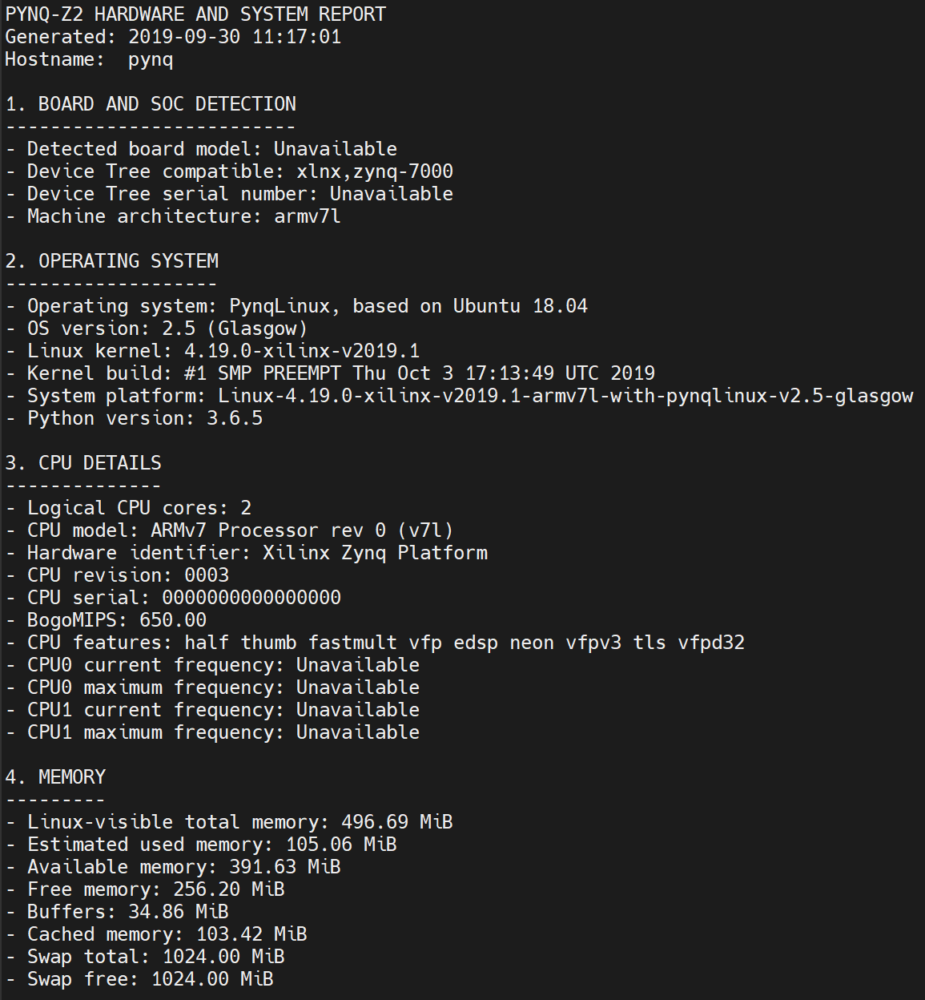 PYNQ-Z2 HARDWARE AND SYSTEM REPORT
Generated: 2019-09-30 11:17:01
Hostname:  pynq

1. BOARD AND SOC DETECTION
--------------------------
- Detected board model: Unavailable
- Device Tree compatible: xlnx,zynq-7000
- Device Tree serial number: Unavailable
- Machine architecture: armv7l

2. OPERATING SYSTEM
-------------------
- Operating system: PynqLinux, based on Ubuntu 18.04
- OS version: 2.5 (Glasgow)
- Linux kernel: 4.19.0-xilinx-v2019.1
- Kernel build: #1 SMP PREEMPT Thu Oct 3 17:13:49 UTC 2019
- System platform: Linux-4.19.0-xilinx-v2019.1-armv7l-with-pynqlinux-v2.5-glasgow
- Python version: 3.6.5

3. CPU DETAILS
--------------
- Logical CPU cores: 2
- CPU model: ARMv7 Processor rev 0 (v7l)
- Hardware identifier: Xilinx Zynq Platform
- CPU revision: 0003
- CPU serial: 0000000000000000
- BogoMIPS: 650.00
- CPU features: half thumb fastmult vfp edsp neon vfpv3 tls vfpd32
- CPU0 current frequency: Unavailable
- CPU0 maximum frequency: Unavailable
- CPU1 current frequency: Unavailable
- CPU1 maximum frequency: Unavailable

4. MEMORY
---------
- Linux-visible total memory: 496.69 MiB
- Estimated used memory: 105.06 MiB
- Available memory: 391.63 MiB
- Free memory: 256.20 MiB
- Buffers: 34.86 MiB
- Cached memory: 103.42 MiB
- Swap total: 1024.00 MiB
- Swap free: 1024.00 MiB